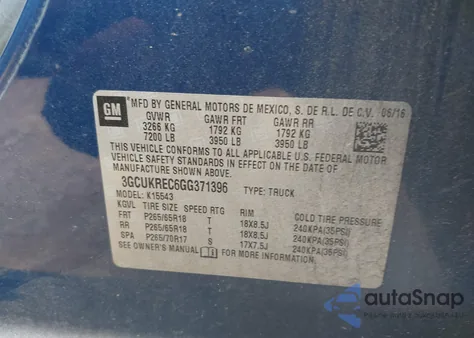 GM
MFD BY GENERAL MOTORS DE MEXICO, S. DE R.L. DE C.V. 06/16
GVWR GAWR FRT GAWR RR
3266 KG 1792 KG 1792 KG
7200 LB 3950 LB 3950 LB
THIS VEHICLE CONFORMS TO ALL APPLICABLE U.S. FEDERAL MOTOR
VEHICLE SAFETY STANDARDS IN EFFECT ON THE DATE OF
MANUFACTURE SHOWN ABOVE.
3GCUKREC6GG371396 TYPE: TRUCK
MODEL: K15543
KGVL TIRE SIZE SPEED RTG RIM COLD TIRE PRESSURE
FRT P265/65R18 T 18X8.5J 240KPA(35PSI)
RR P265/65R18 T 18X8.5J 240KPA(35PSI)
SPA P265/70R17 S 17X7.5J 240KPA(35PSI)
SEE OWNER'S MANUAL FOR MORE INFORMATION.
autoSnap